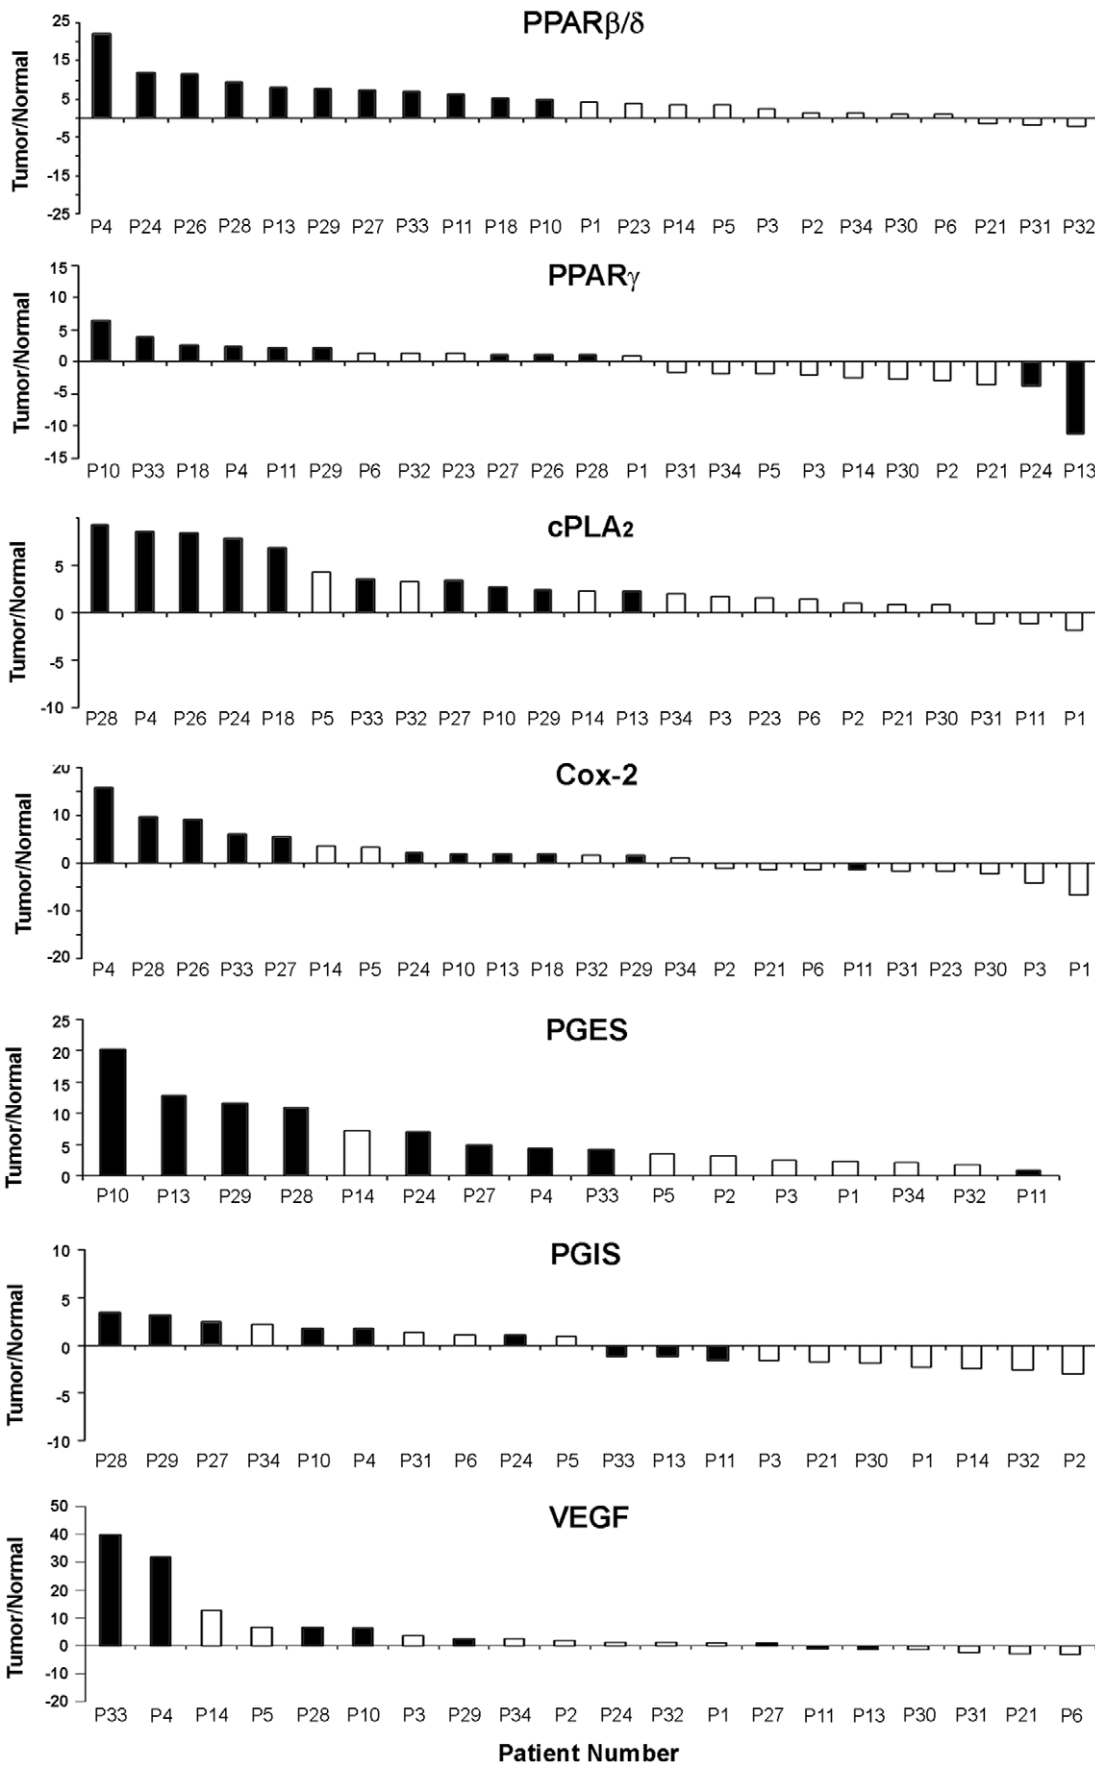 PPARβ/δ
Tumor/Normal
25
15
5
-5
-15
-25
P4 P24 P26 P28 P13 P29 P27 P33 P11 P18 P10 P1 P23 P14 P5 P3 P2 P34 P30 P6 P21 P31 P32
PPARγ
Tumor/Normal
15
10
5
0
-5
-10
-15
P10 P33 P18 P4 P11 P29 P6 P32 P23 P27 P26 P28 P1 P31 P34 P5 P3 P14 P30 P2 P21 P24 P13
cPLA2
Tumor/Normal
5
0
-5
-10
P28 P4 P26 P24 P18 P5 P33 P32 P27 P10 P29 P14 P13 P34 P3 P23 P6 P2 P21 P30 P31 P11 P1
Cox-2
Tumor/Normal
20
10
0
-10
-20
P4 P28 P26 P33 P27 P14 P5 P24 P10 P13 P18 P32 P29 P34 P2 P21 P6 P11 P31 P23 P30 P3 P1
PGES
Tumor/Normal
25
20
15
10
5
0
P10 P13 P29 P28 P14 P24 P27 P4 P33 P5 P2 P3 P1 P34 P32 P11
PGIS
Tumor/Normal
10
5
0
-5
-10
P28 P29 P27 P34 P10 P4 P31 P6 P24 P5 P33 P13 P11 P3 P21 P30 P1 P14 P32 P2
VEGF
Tumor/Normal
50
40
30
20
10
0
-10
-20
P33 P4 P14 P5 P28 P10 P3 P29 P34 P2 P24 P32 P1 P27 P11 P13 P30 P31 P21 P6
Patient Number